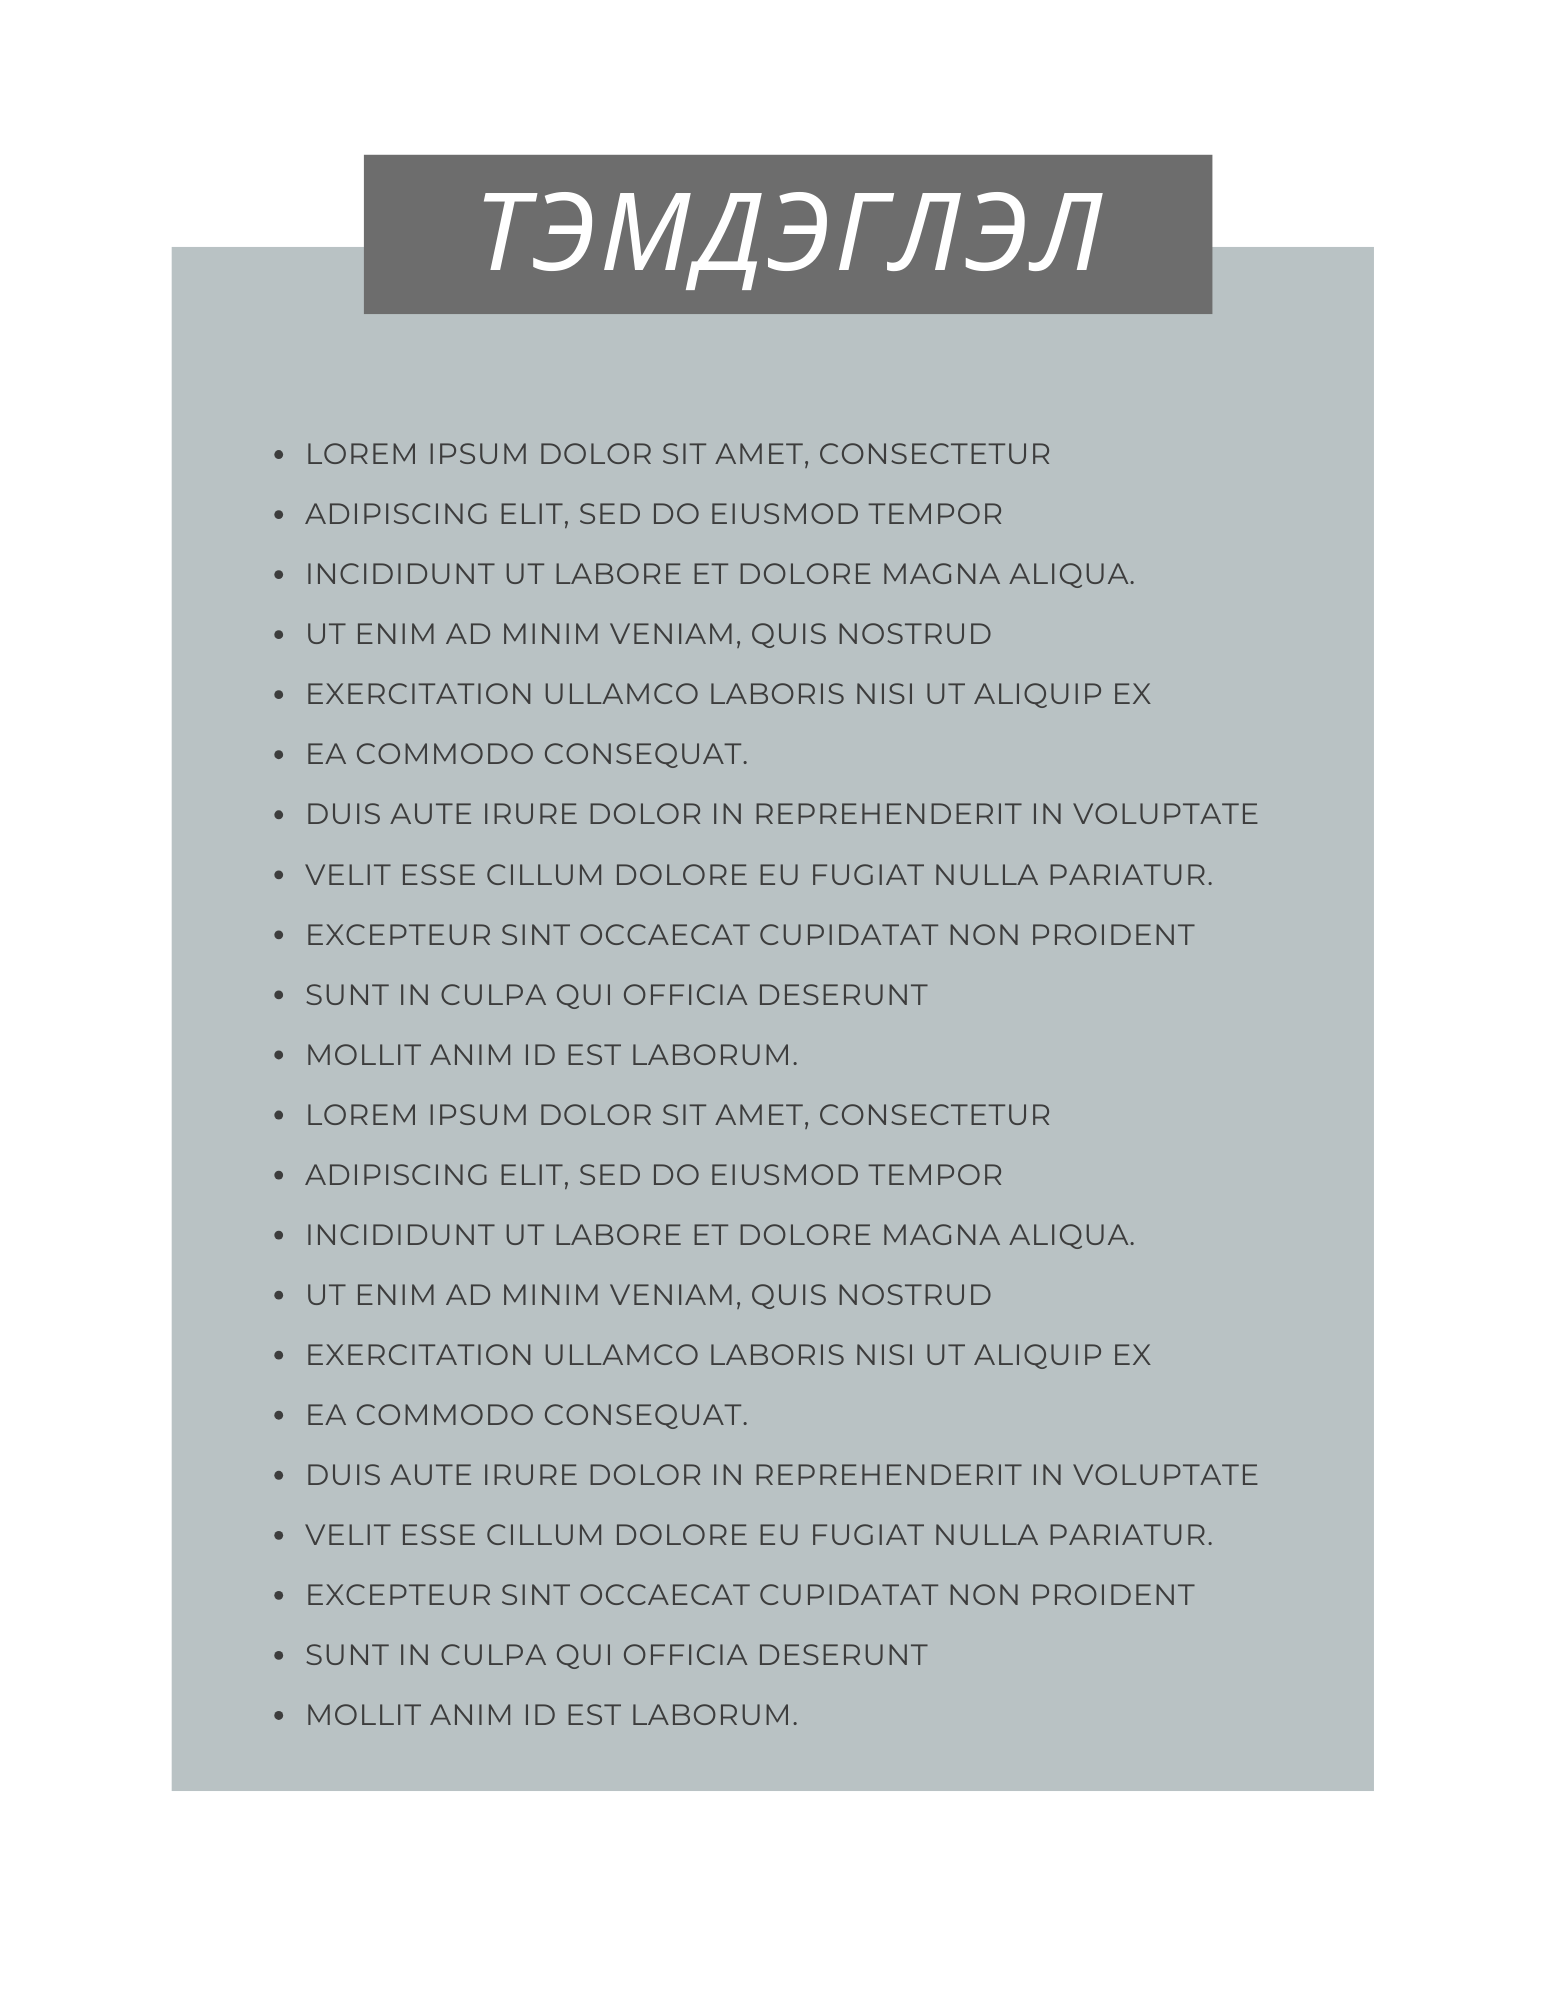 ТЭМДЭГЛЭЛ
• LOREM IPSUM DOLOR SIT AMET, CONSECTETUR
• ADIPISCING ELIT, SED DO EIUSMOD TEMPOR
• INCIDIDUNT UT LABORE ET DOLORE MAGNA ALIQUA.
• UT ENIM AD MINIM VENIAM, QUIS NOSTRUD
• EXERCITATION ULLAMCO LABORIS NISI UT ALIQUIP EX
• EA COMMODO CONSEQUAT.
• DUIS AUTE IRURE DOLOR IN REPREHENDERIT IN VOLUPTATE
• VELIT ESSE CILLUM DOLORE EU FUGIAT NULLA PARIATUR.
• EXCEPTEUR SINT OCCAECAT CUPIDATAT NON PROIDENT
• SUNT IN CULPA QUI OFFICIA DESERUNT
• MOLLIT ANIM ID EST LABORUM.
• LOREM IPSUM DOLOR SIT AMET, CONSECTETUR
• ADIPISCING ELIT, SED DO EIUSMOD TEMPOR
• INCIDIDUNT UT LABORE ET DOLORE MAGNA ALIQUA.
• UT ENIM AD MINIM VENIAM, QUIS NOSTRUD
• EXERCITATION ULLAMCO LABORIS NISI UT ALIQUIP EX
• EA COMMODO CONSEQUAT.
• DUIS AUTE IRURE DOLOR IN REPREHENDERIT IN VOLUPTATE
• VELIT ESSE CILLUM DOLORE EU FUGIAT NULLA PARIATUR.
• EXCEPTEUR SINT OCCAECAT CUPIDATAT NON PROIDENT
• SUNT IN CULPA QUI OFFICIA DESERUNT
• MOLLIT ANIM ID EST LABORUM.